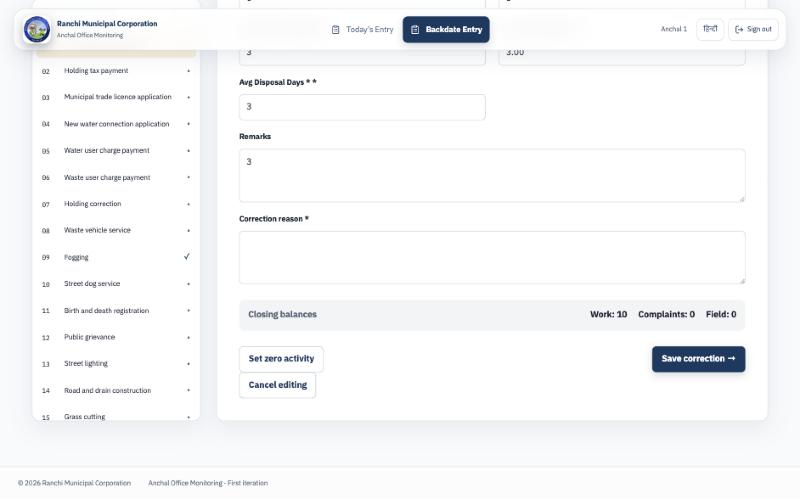 Ranchi Municipal Corporation
Anchal Office Monitoring
Today's Entry
Backdate Entry
Anchal 1
हिन्दी
Sign out
02 Holding tax payment
03 Municipal trade licence application
04 New water connection application
05 Water user charge payment
06 Waste user charge payment
07 Holding correction
08 Waste vehicle service
09 Fogging ✓
10 Street dog service
11 Birth and death registration
12 Public grievance
13 Street lighting
14 Road and drain construction
15 Grass cutting
3
3.00
Avg Disposal Days * *
3
Remarks
3
Correction reason *
Closing balances Work: 10 Complaints: 0 Field: 0
Set zero activity
Save correction →
Cancel editing
© 2026 Ranchi Municipal Corporation Anchal Office Monitoring · First iteration